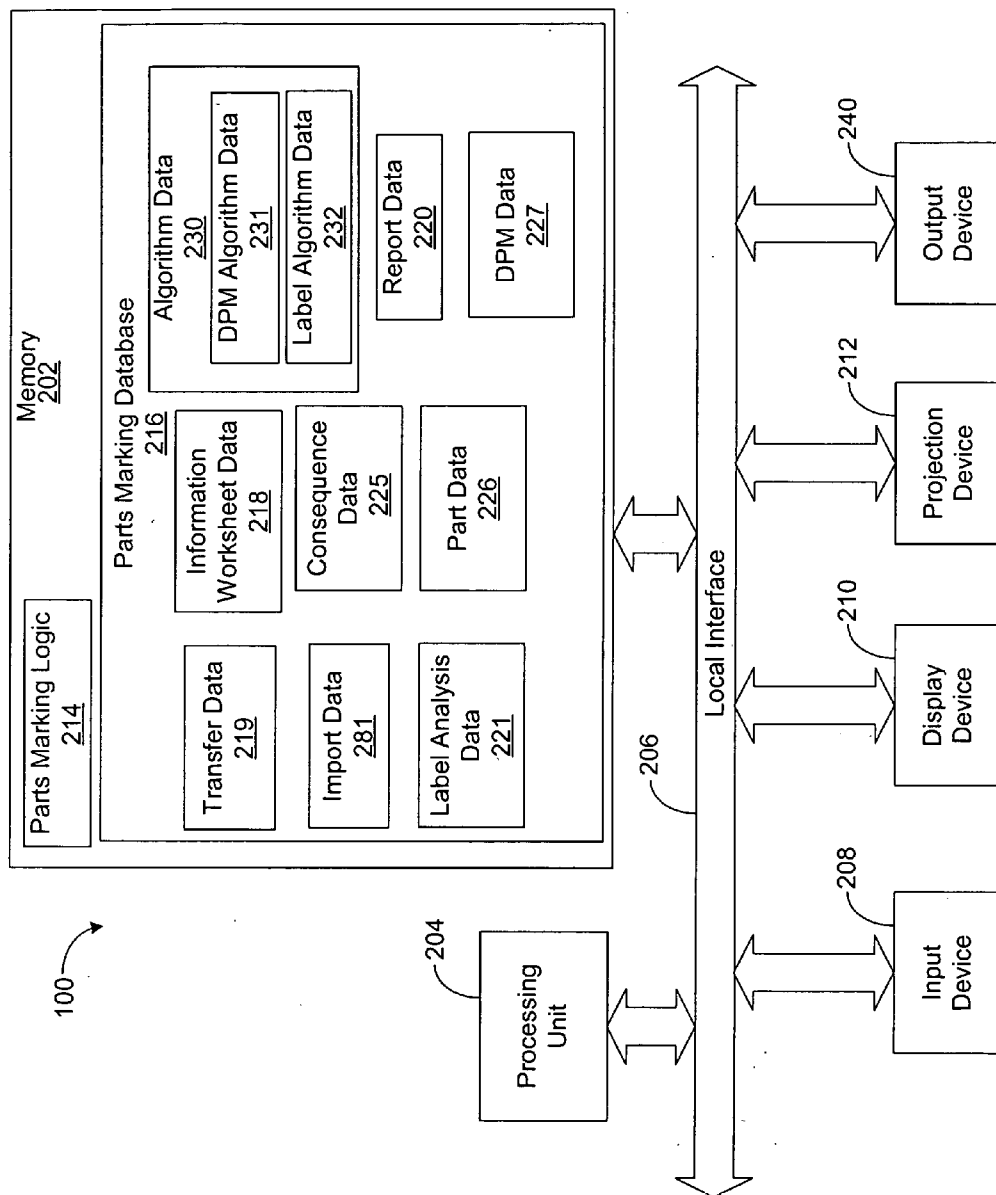 100
Memory
202
Parts Marking Logic
214
Parts Marking Database
216
Transfer Data
219
Information
Worksheet Data
218
Algorithm Data
230
DPM Algorithm Data
231
Label Algorithm Data
232
Import Data
281
Consequence
Data
225
Report Data
220
Label Analysis
Data
221
Part Data
226
DPM Data
227
204
Processing
Unit
206
Local Interface
208
Input
Device
210
Display
Device
212
Projection
Device
240
Output
Device